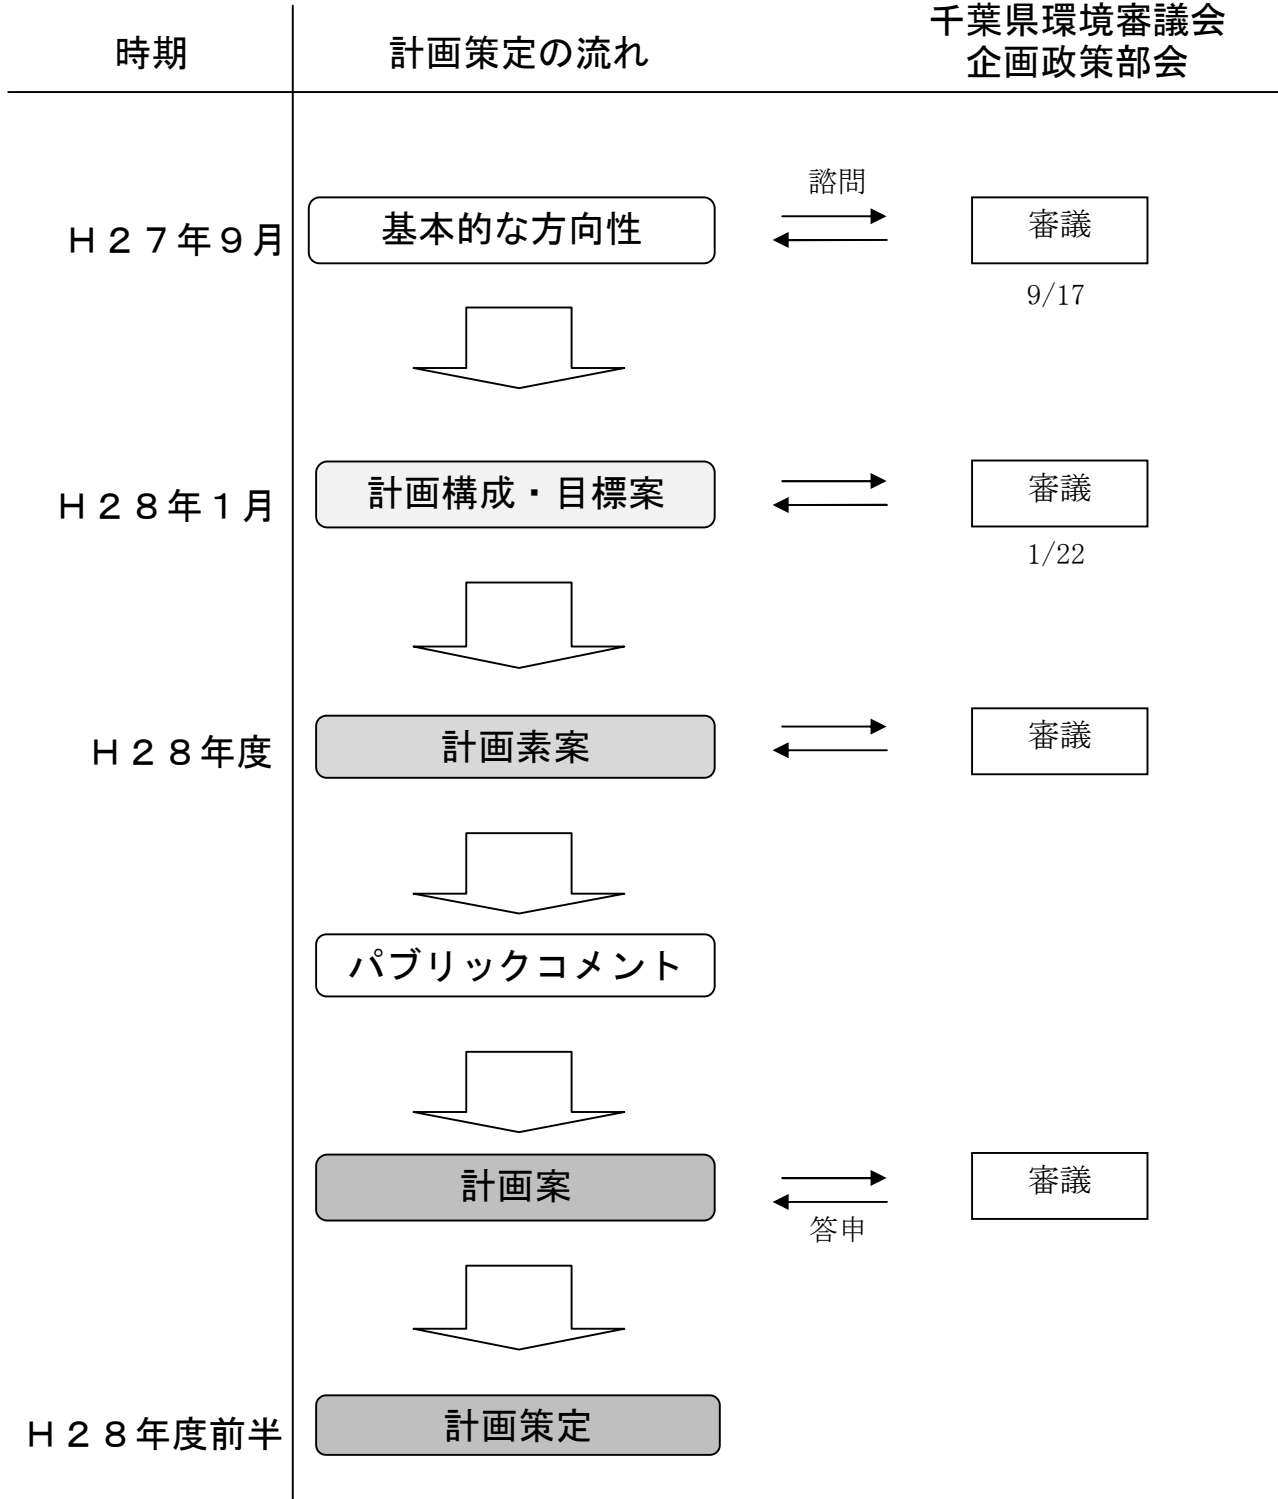 時期
計画策定の流れ
千葉県環境審議会
企画政策部会
諮問
H27年9月
基本的な方向性
審議
9/17
H28年1月
計画構成・目標案
審議
1/22
H28年度
計画素案
審議
パブリックコメント
計画案
審議
答申
H28年度前半
計画策定